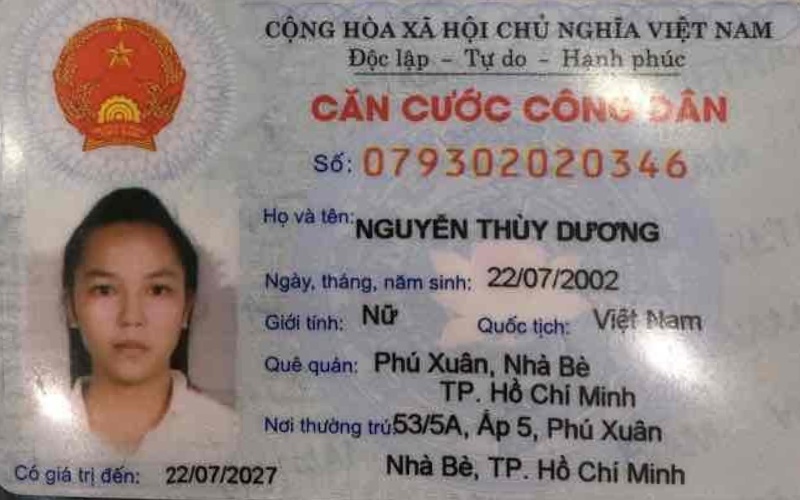 CỘNG HÒA XÃ HỘI CHỦ NGHĨA VIỆT NAM
Độc lập - Tự do - Hạnh phúc
CĂN CƯỚC CÔNG DÂN
Số: 079302020346
Họ và tên: NGUYỄN THÙY DƯƠNG
Ngày, tháng, năm sinh: 22/07/2002
Giới tính: Nữ Quốc tịch: Việt Nam
Quê quán: Phú Xuân, Nhà Bè
TP. Hồ Chí Minh
Nơi thường trú: 53/5A, Ấp 5, Phú Xuân
Nhà Bè, TP. Hồ Chí Minh
Có giá trị đến: 22/07/2027